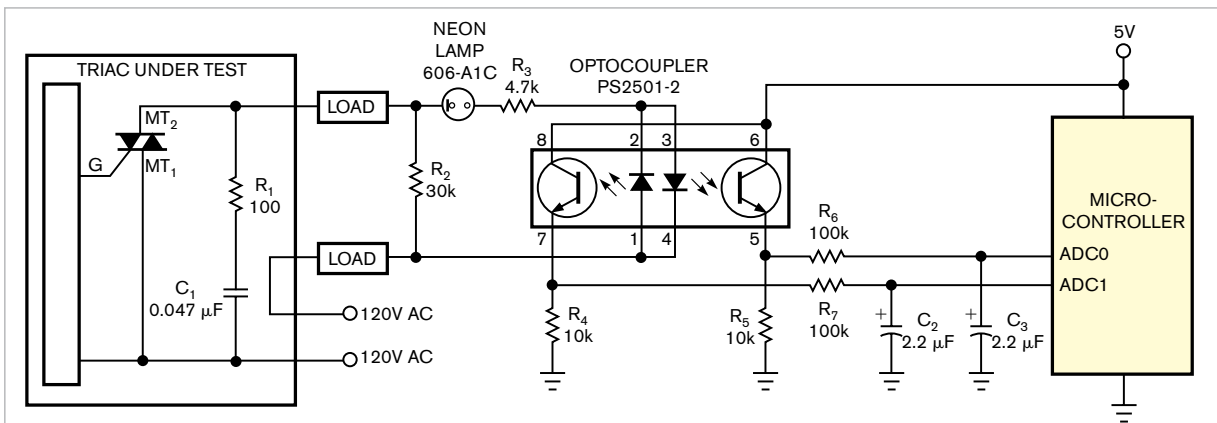 TRIAC UNDER TEST
MT2
MT1
G
R1
100
C1
0.047 µF
LOAD
LOAD
120V AC
120V AC
NEON
LAMP
606-A1C
R3
4.7k
R2
30k
OPTOCOUPLER
PS2501-2
8
2
3
6
7
1
4
5
R4
10k
R5
10k
R6
100k
R7
100k
+
C2
2.2 µF
+
C3
2.2 µF
5V
MICRO-
CONTROLLER
ADC0
ADC1